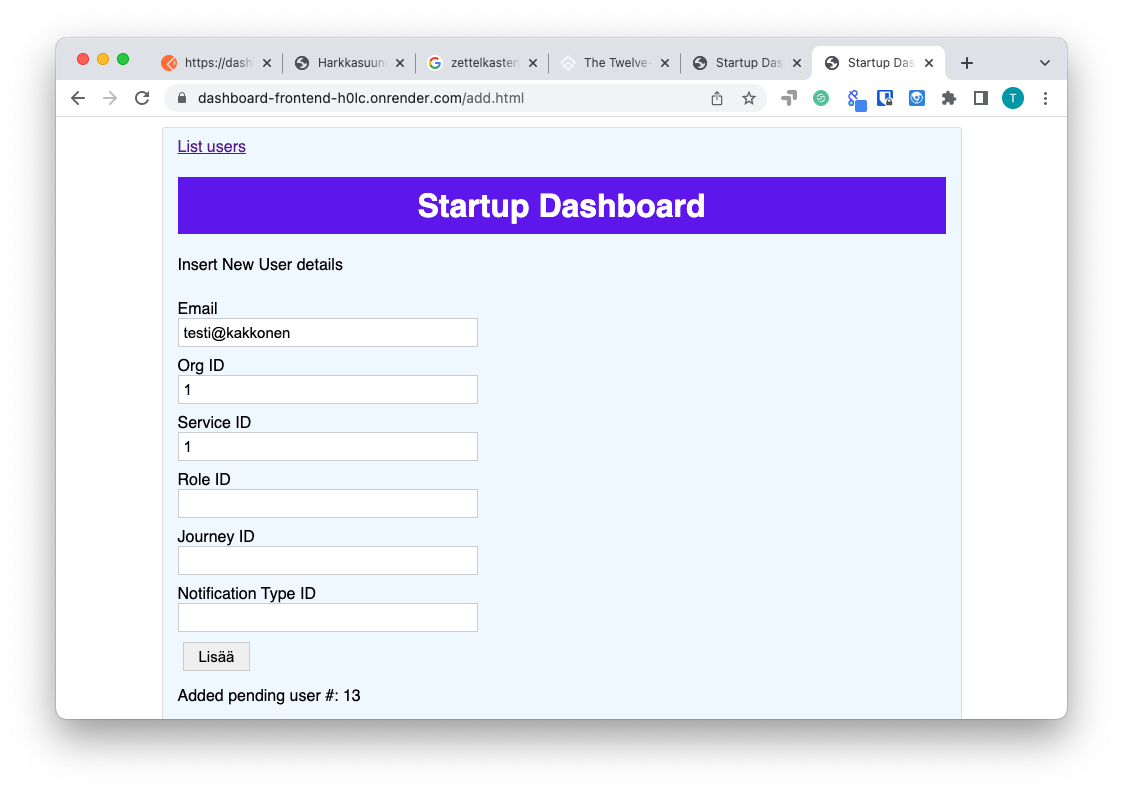 https://dash
Harkkasuun
zettelkasten
The Twelve-
Startup Das
Startup Das
dashboard-frontend-h0lc.onrender.com/add.html
T
List users
Startup Dashboard
Insert New User details
Email
testi@kakkonen
Org ID
1
Service ID
1
Role ID
Journey ID
Notification Type ID
Lisää
Added pending user #: 13